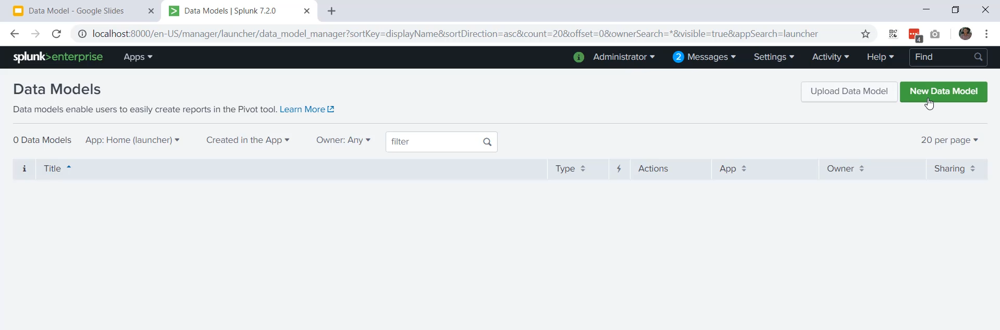 Data Model - Google Slides
Data Models | Splunk 7.2.0
localhost:8000/en-US/manager/launcher/data_model_manager?sortKey=displayName&sortDirection=asc&count=20&offset=0&ownerSearch=*&visible=true&appSearch=launcher
4
splunk>enterprise Apps i Administrator 2 Messages Settings Activity Help Find
Data Models
Upload Data Model New Data Model
Data models enable users to easily create reports in the Pivot tool. Learn More
0 Data Models App: Home (launcher) Created in the App Owner: Any filter 20 per page
i Title Type Actions App Owner Sharing